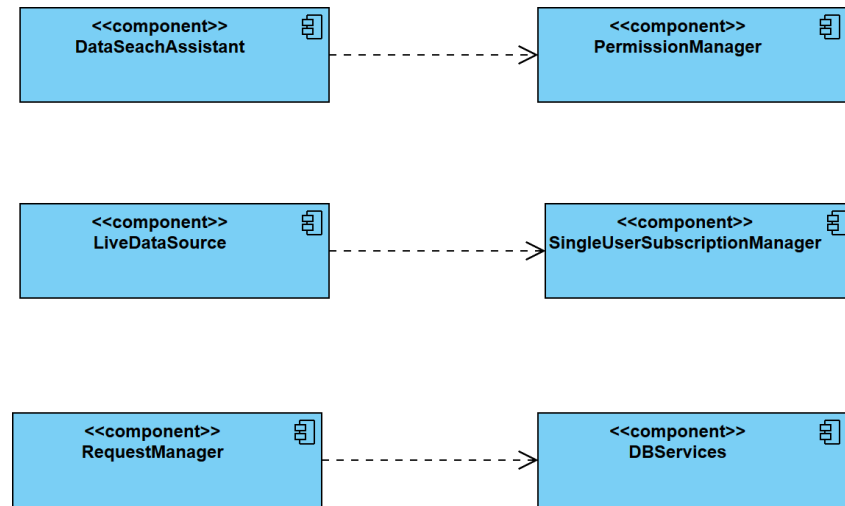 <<component>>
DataSeachAssistant
<<component>>
PermissionManager
<<component>>
LiveDataSource
<<component>>
SingleUserSubscriptionManager
<<component>>
RequestManager
<<component>>
DBServices